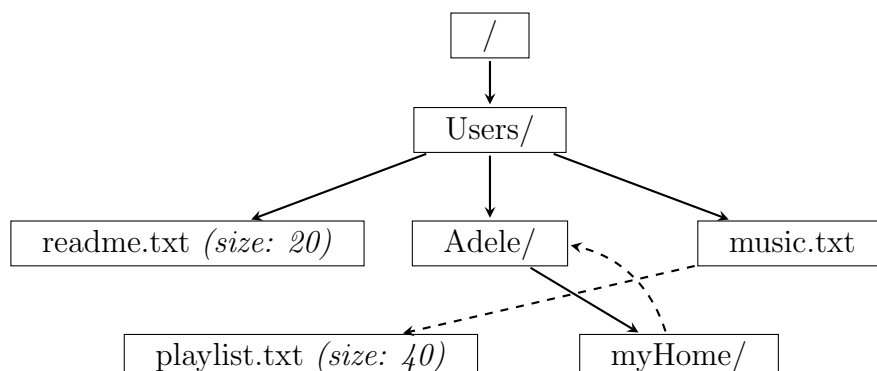 /
Users/
readme.txt (size: 20)
Adele/
music.txt
playlist.txt (size: 40)
myHome/